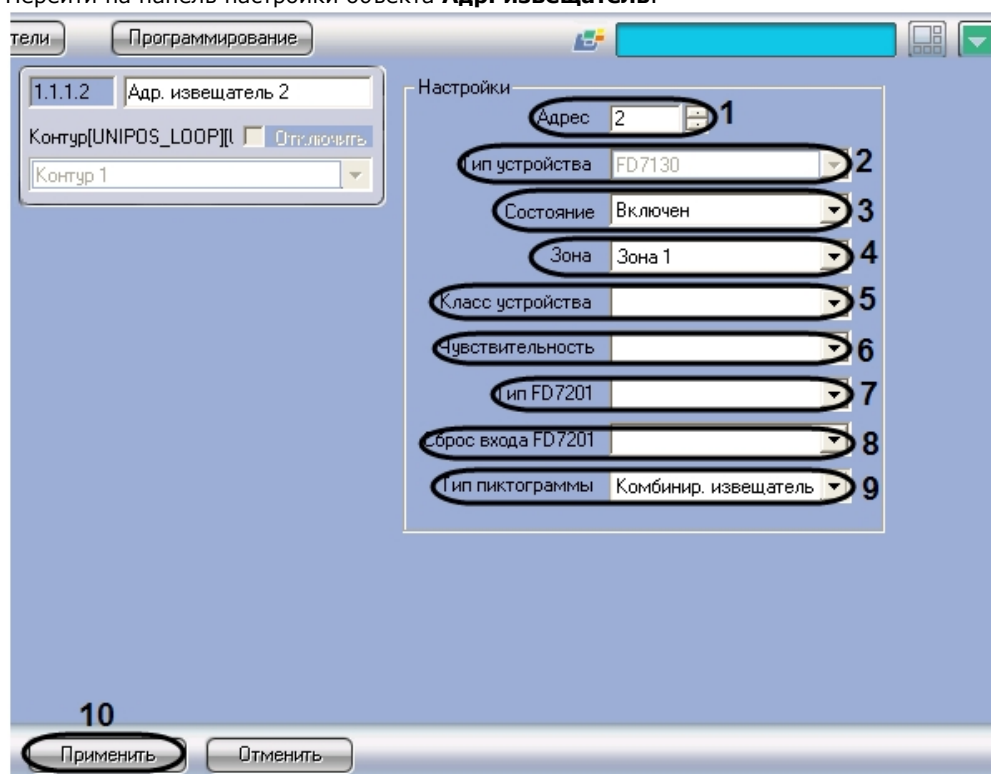 Перейти на панель настройки объекта Адр. извещатель.
тели Программирование
1.1.1.2 Адр. извещатель 2
Контур[UNIPOS_LOOP][ Отключить
Контур 1
Настройки
Адрес 2 1
Тип устройства FD7130 2
Состояние Включен 3
Зона Зона 1 4
Класс устройства 5
Чувствительность 6
Тип FD7201 7
Сброс входа FD7201 8
Тип пиктограммы Комбинир. извещатель 9
10
Применить Отменить